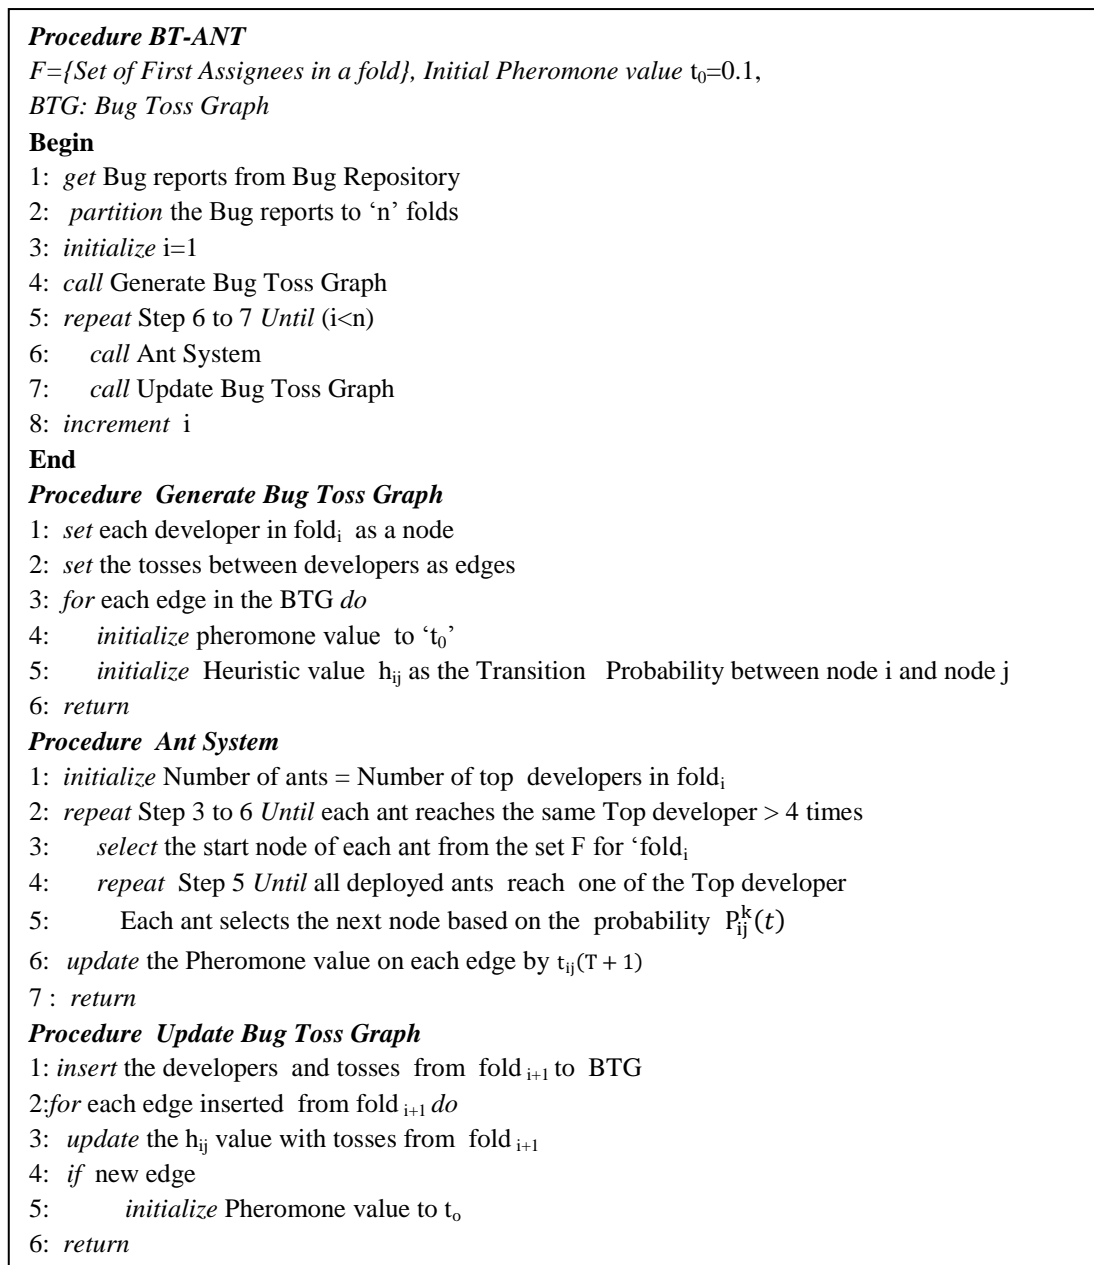 Procedure BT-ANT
F={Set of First Assignees in a fold}, Initial Pheromone value t₀=0.1,
BTG: Bug Toss Graph
Begin
1: get Bug reports from Bug Repository
2: partition the Bug reports to ‘n’ folds
3: initialize i=1
4: call Generate Bug Toss Graph
5: repeat Step 6 to 7 Until (i<n)
6: call Ant System
7: call Update Bug Toss Graph
8: increment i
End
Procedure Generate Bug Toss Graph
1: set each developer in foldᵢ as a node
2: set the tosses between developers as edges
3: for each edge in the BTG do
4: initialize pheromone value to ‘t₀’
5: initialize Heuristic value hᵢⱼ as the Transition Probability between node i and node j
6: return
Procedure Ant System
1: initialize Number of ants = Number of top developers in foldᵢ
2: repeat Step 3 to 6 Until each ant reaches the same Top developer > 4 times
3: select the start node of each ant from the set F for ‘foldᵢ
4: repeat Step 5 Until all deployed ants reach one of the Top developer
5: Each ant selects the next node based on the probability Pᵢⱼᵏ(t)
6: update the Pheromone value on each edge by tᵢⱼ(T + 1)
7 : return
Procedure Update Bug Toss Graph
1: insert the developers and tosses from fold ᵢ₊₁ to BTG
2:for each edge inserted from fold ᵢ₊₁ do
3: update the hᵢⱼ value with tosses from fold ᵢ₊₁
4: if new edge
5: initialize Pheromone value to tₒ
6: return